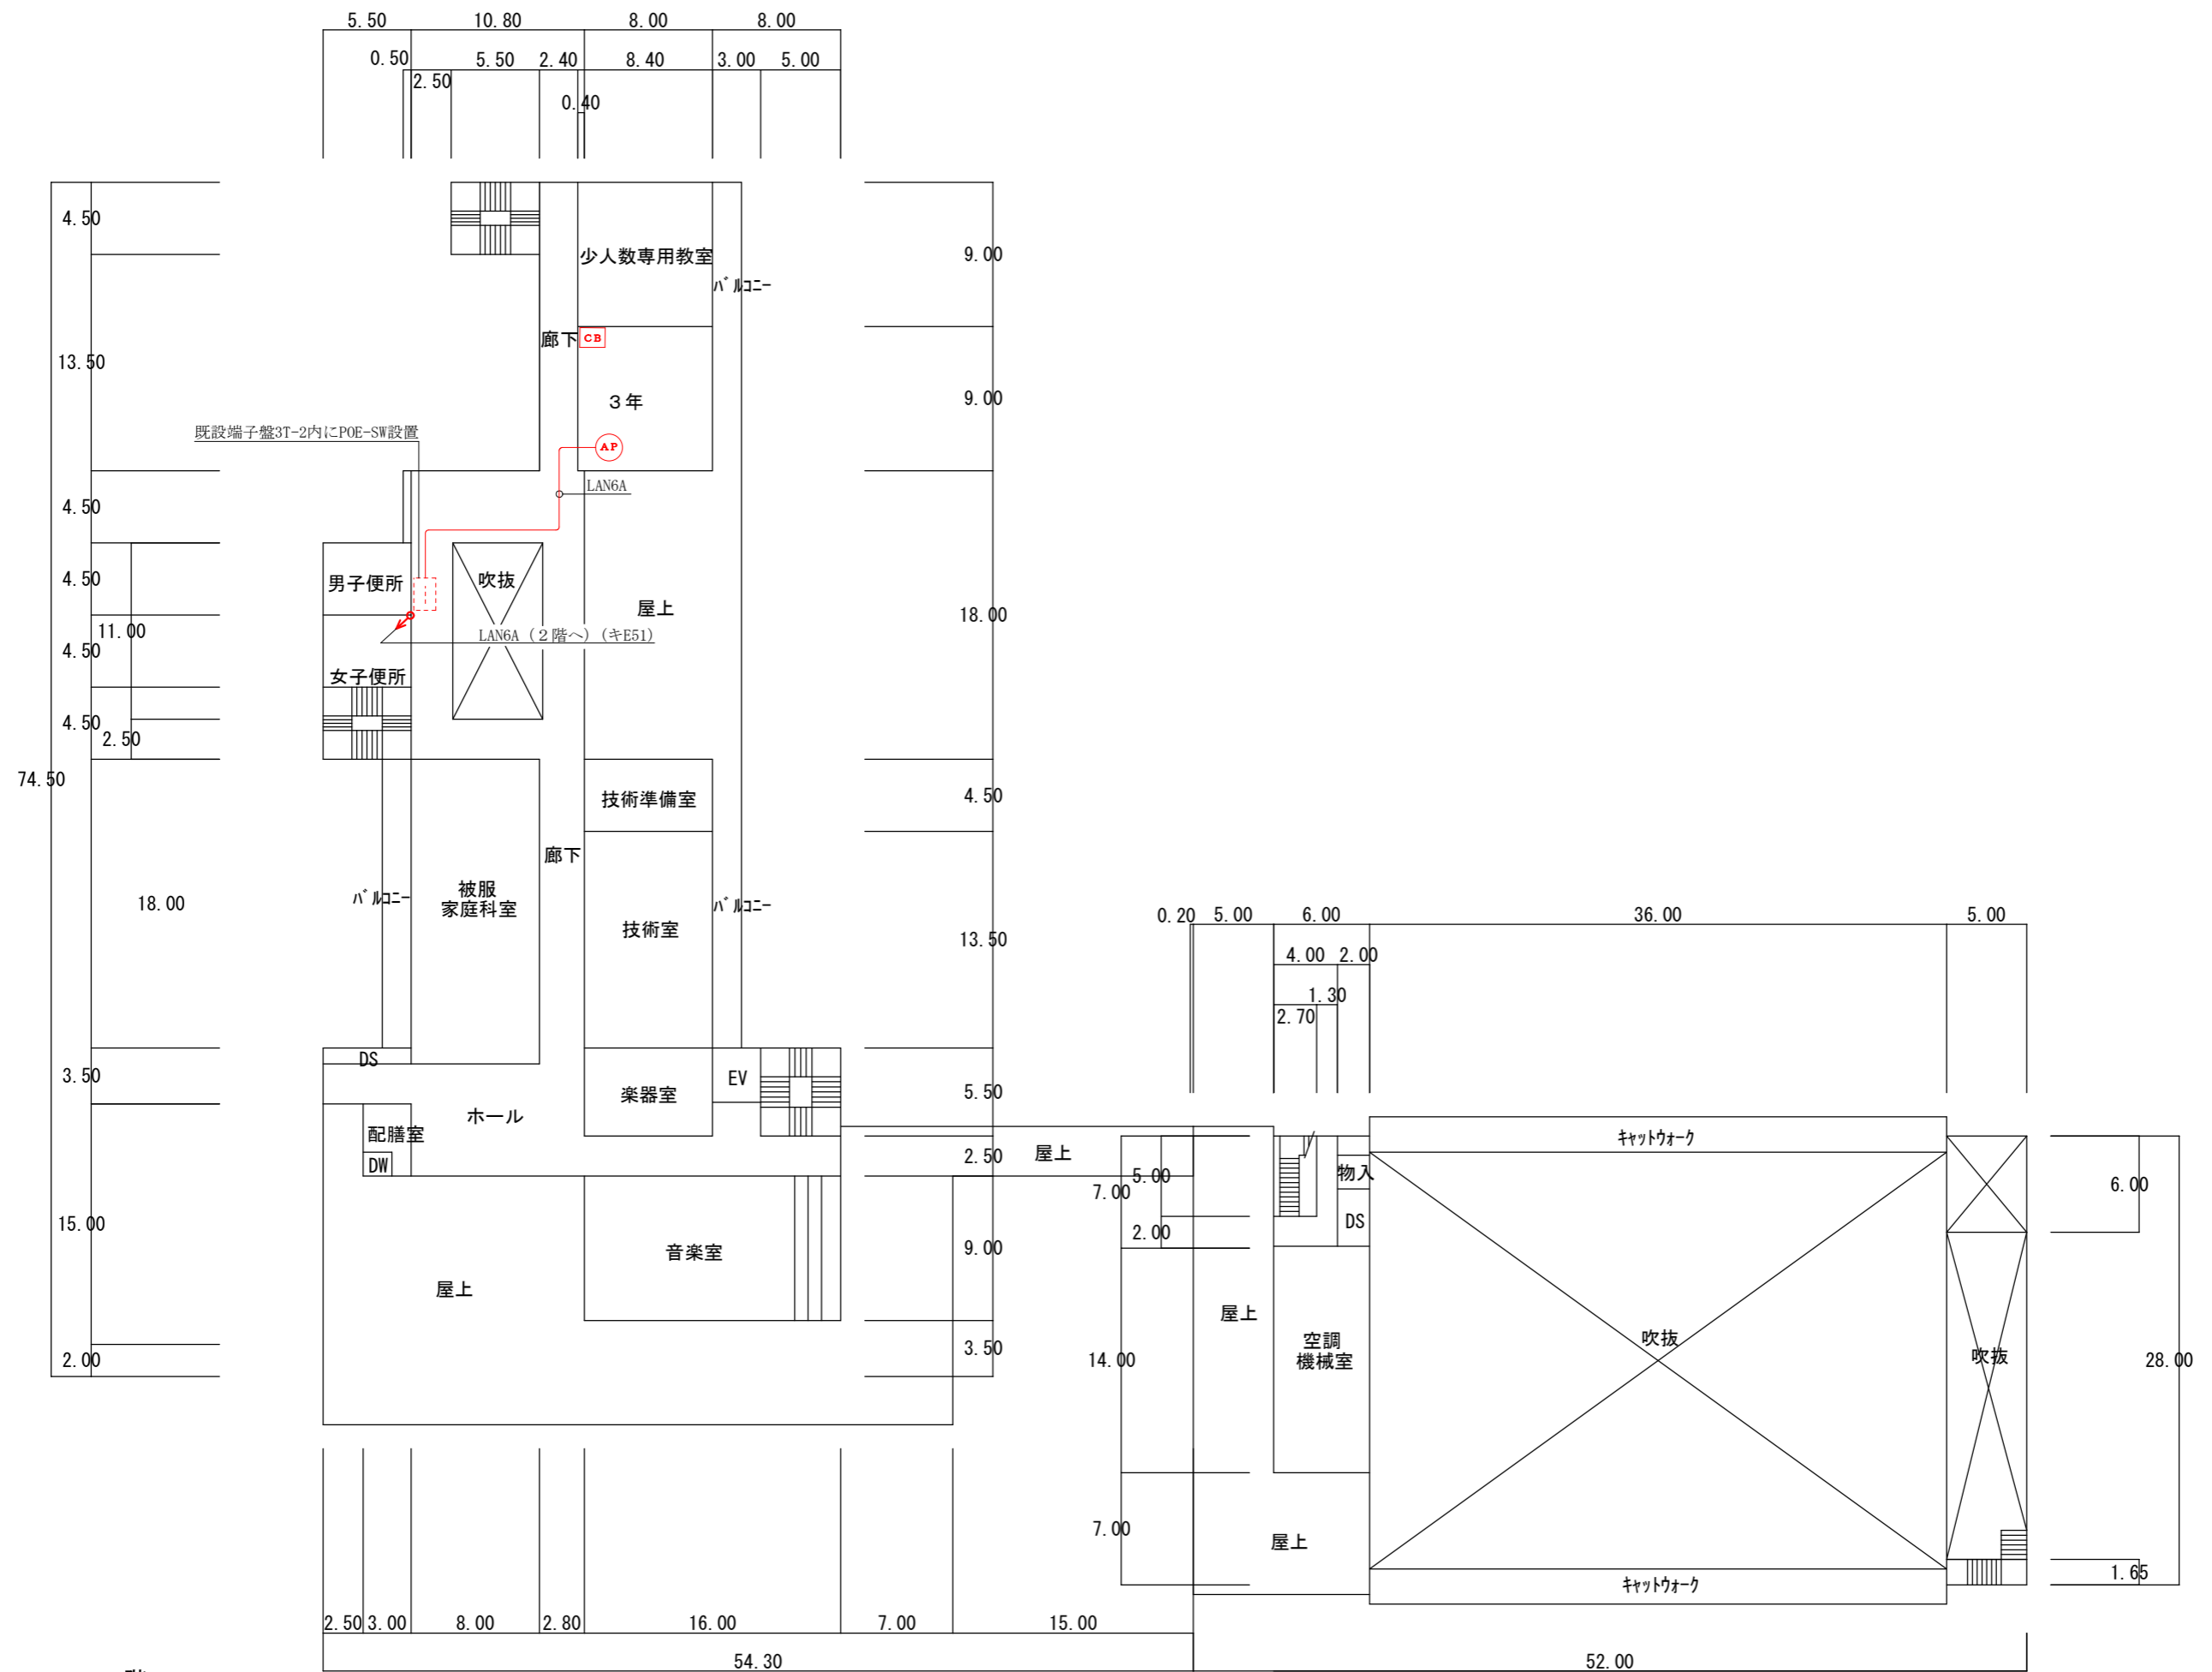 5.50 10.80 8.00 8.00
0.50 5.50 2.40 8.40 3.00 5.00
2.50
0.40
4.50
少人数専用教室
9.00
ﾊﾞﾙｺﾆｰ
廊下
CB
13.50
9.00
3年
既設端子盤3T-2内にPOE-SW設置
AP
LAN6A
4.50
4.50
男子便所
吹抜
屋上
18.00
11.00
LAN6A（2階へ）(キE51)
4.50
女子便所
4.50
2.50
74.50
技術準備室
4.50
廊下
被服
家庭科室
ﾊﾞﾙｺﾆｰ
ﾊﾞﾙｺﾆｰ
18.00
技術室
13.50
0.20 5.00 6.00 36.00 5.00
4.00 2.00
1.30
2.70
DS
3.50
EV
楽器室
5.50
ホール
配膳室
DW
2.50
屋上
ｷｬｯﾄｳｫｰｸ
5.00
7.00
物入
6.00
2.00
DS
15.00
音楽室
9.00
屋上
屋上
空調
機械室
吹抜
吹抜
2.00
3.50
14.00
28.00
7.00
屋上
ｷｬｯﾄｳｫｰｸ
1.65
2.50 3.00 8.00 2.80 16.00 7.00 15.00
54.30 52.00